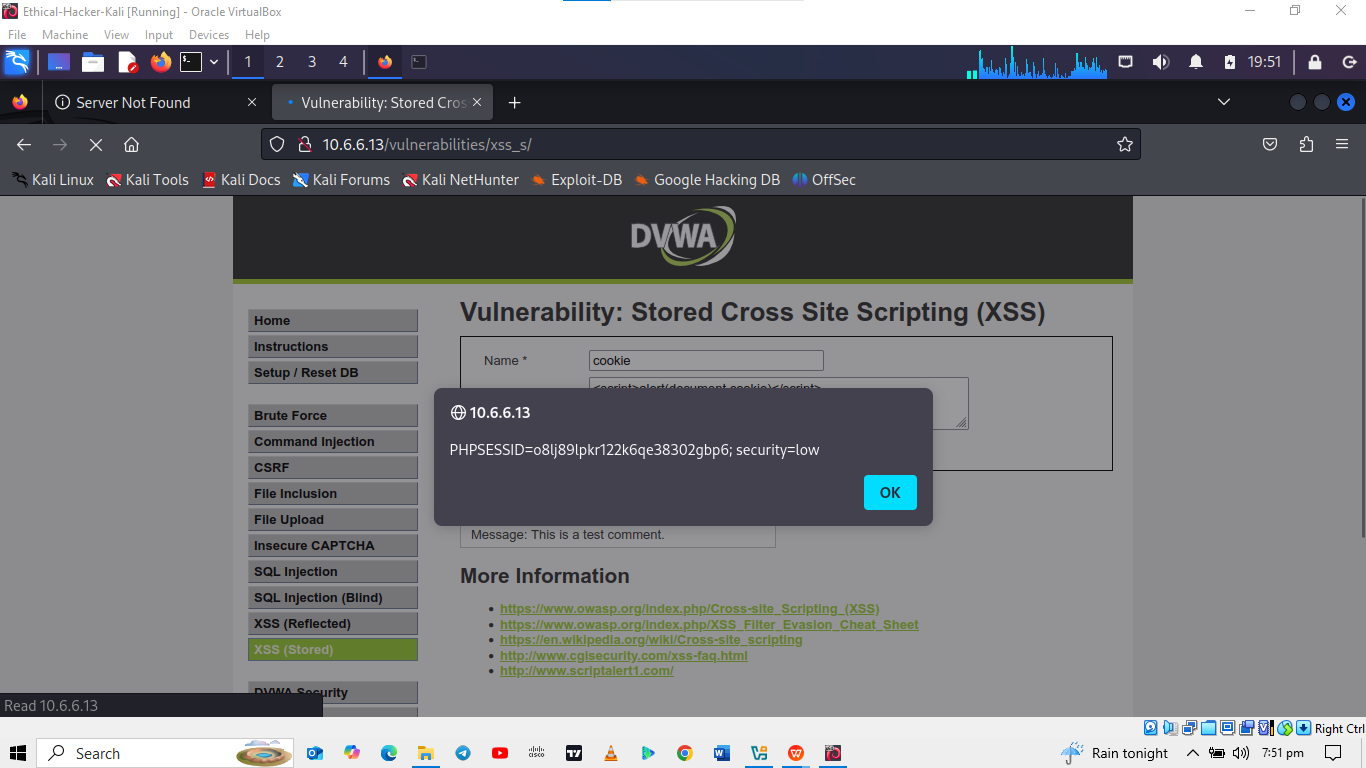 Ethical-Hacker-Kali [Running] - Oracle VirtualBox
File Machine View Input Devices Help
1 2 3 4 19:51
Server Not Found
Vulnerability: Stored Cros
10.6.6.13/vulnerabilities/xss_s/
Kali Linux Kali Tools Kali Docs Kali Forums Kali NetHunter Exploit-DB Google Hacking DB OffSec
DVWA
Home
Instructions
Setup / Reset DB
Brute Force
Command Injection
CSRF
File Inclusion
File Upload
Insecure CAPTCHA
SQL Injection
SQL Injection (Blind)
XSS (Reflected)
XSS (Stored)
DVWA Security
Vulnerability: Stored Cross Site Scripting (XSS)
Name * cookie
<script>alert(document.cookie)</script>
10.6.6.13
PHPSESSID=o8lj89lpkr122k6qe38302gbp6; security=low
OK
Message: This is a test comment.
More Information
https://www.owasp.org/index.php/Cross-site_Scripting_(XSS)
https://www.owasp.org/index.php/XSS_Filter_Evasion_Cheat_Sheet
https://en.wikipedia.org/wiki/Cross-site_scripting
http://www.cgisecurity.com/xss-faq.html
http://www.scriptalert1.com/
Read 10.6.6.13
Right Ctrl
Search
Rain tonight 7:51 pm